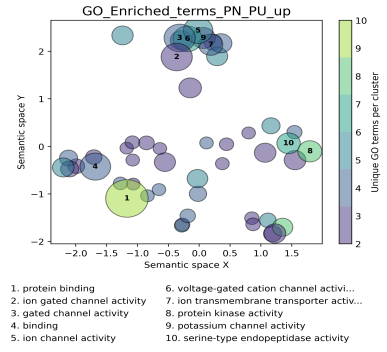 GO_Enriched_terms_PN_PU_up
Semantic space Y
2
1
0
−1
−2
5
3 6 9 7
2
4
1
10
8
−2.0 −1.5 −1.0 −0.5 0.0 0.5 1.0 1.5
Semantic space X
10
9
8
7
6
5
4
3
2
Unique GO terms per cluster
1. protein binding
2. ion gated channel activity
3. gated channel activity
4. binding
5. ion channel activity
6. voltage-gated cation channel activi...
7. ion transmembrane transporter activ...
8. protein kinase activity
9. potassium channel activity
10. serine-type endopeptidase activity